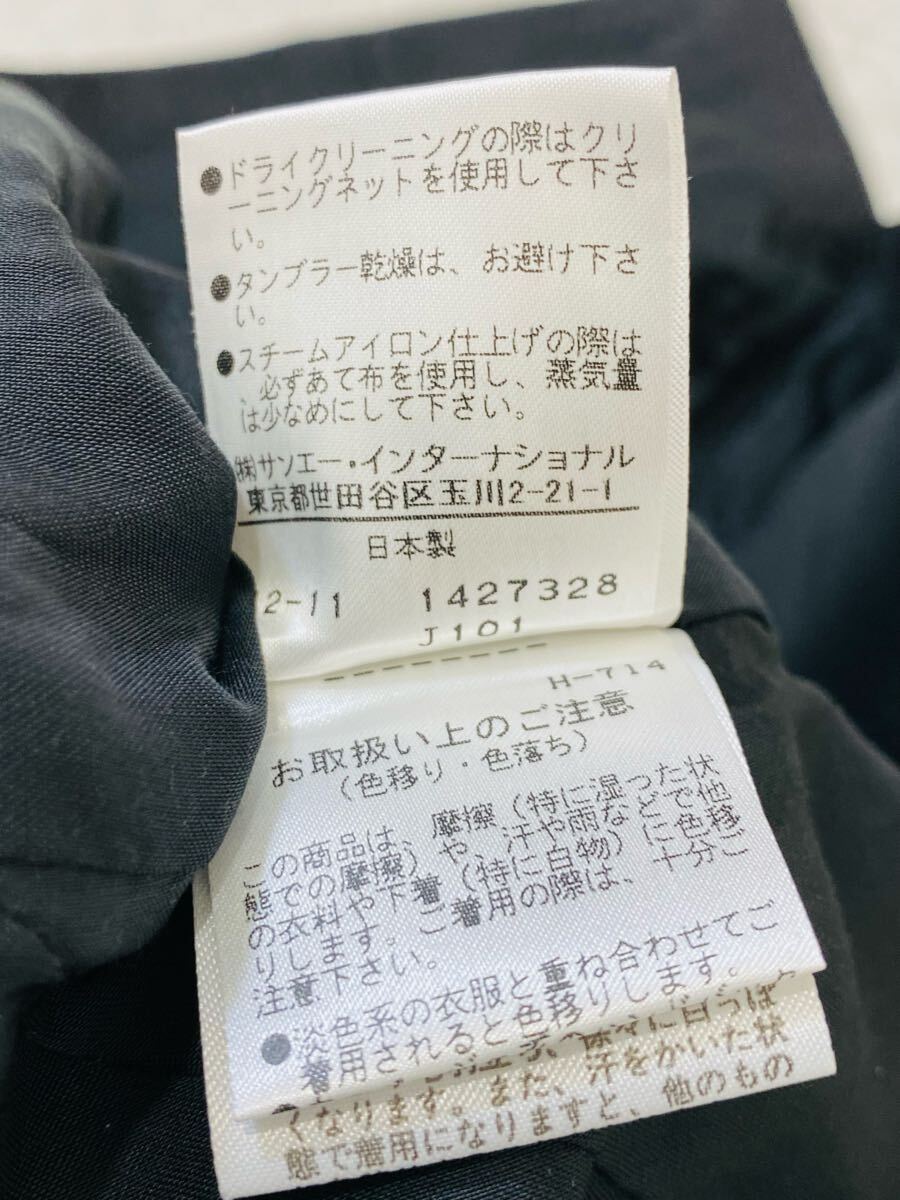 ●ドライクリーニングの際はクリ
ーニングネットを使用して下さ
い。
●タンブラー乾燥は、お避け下さ
い。
●スチームアイロン仕上げの際は
必ずあて布を使用し、蒸気量
は少なめにして下さい。
㈱サンエー・インターナショナル
東京都世田谷区玉川2-21-1
日本製
12-11 1427328
J101
H-714
お取扱い上のご注意
(色移り・色落ち)
この商品は、摩擦(特に湿った状
態での摩擦)や、汗や雨などで他
の衣料や下着(特に白物)に色移
りします。ご着用の際は、十分ご
注意下さい。
●淡色系の衣服と重ね合わせてご
着用されると色移りします。
くなります。また、汗をかいた状
態で着用になりますと、他のもの